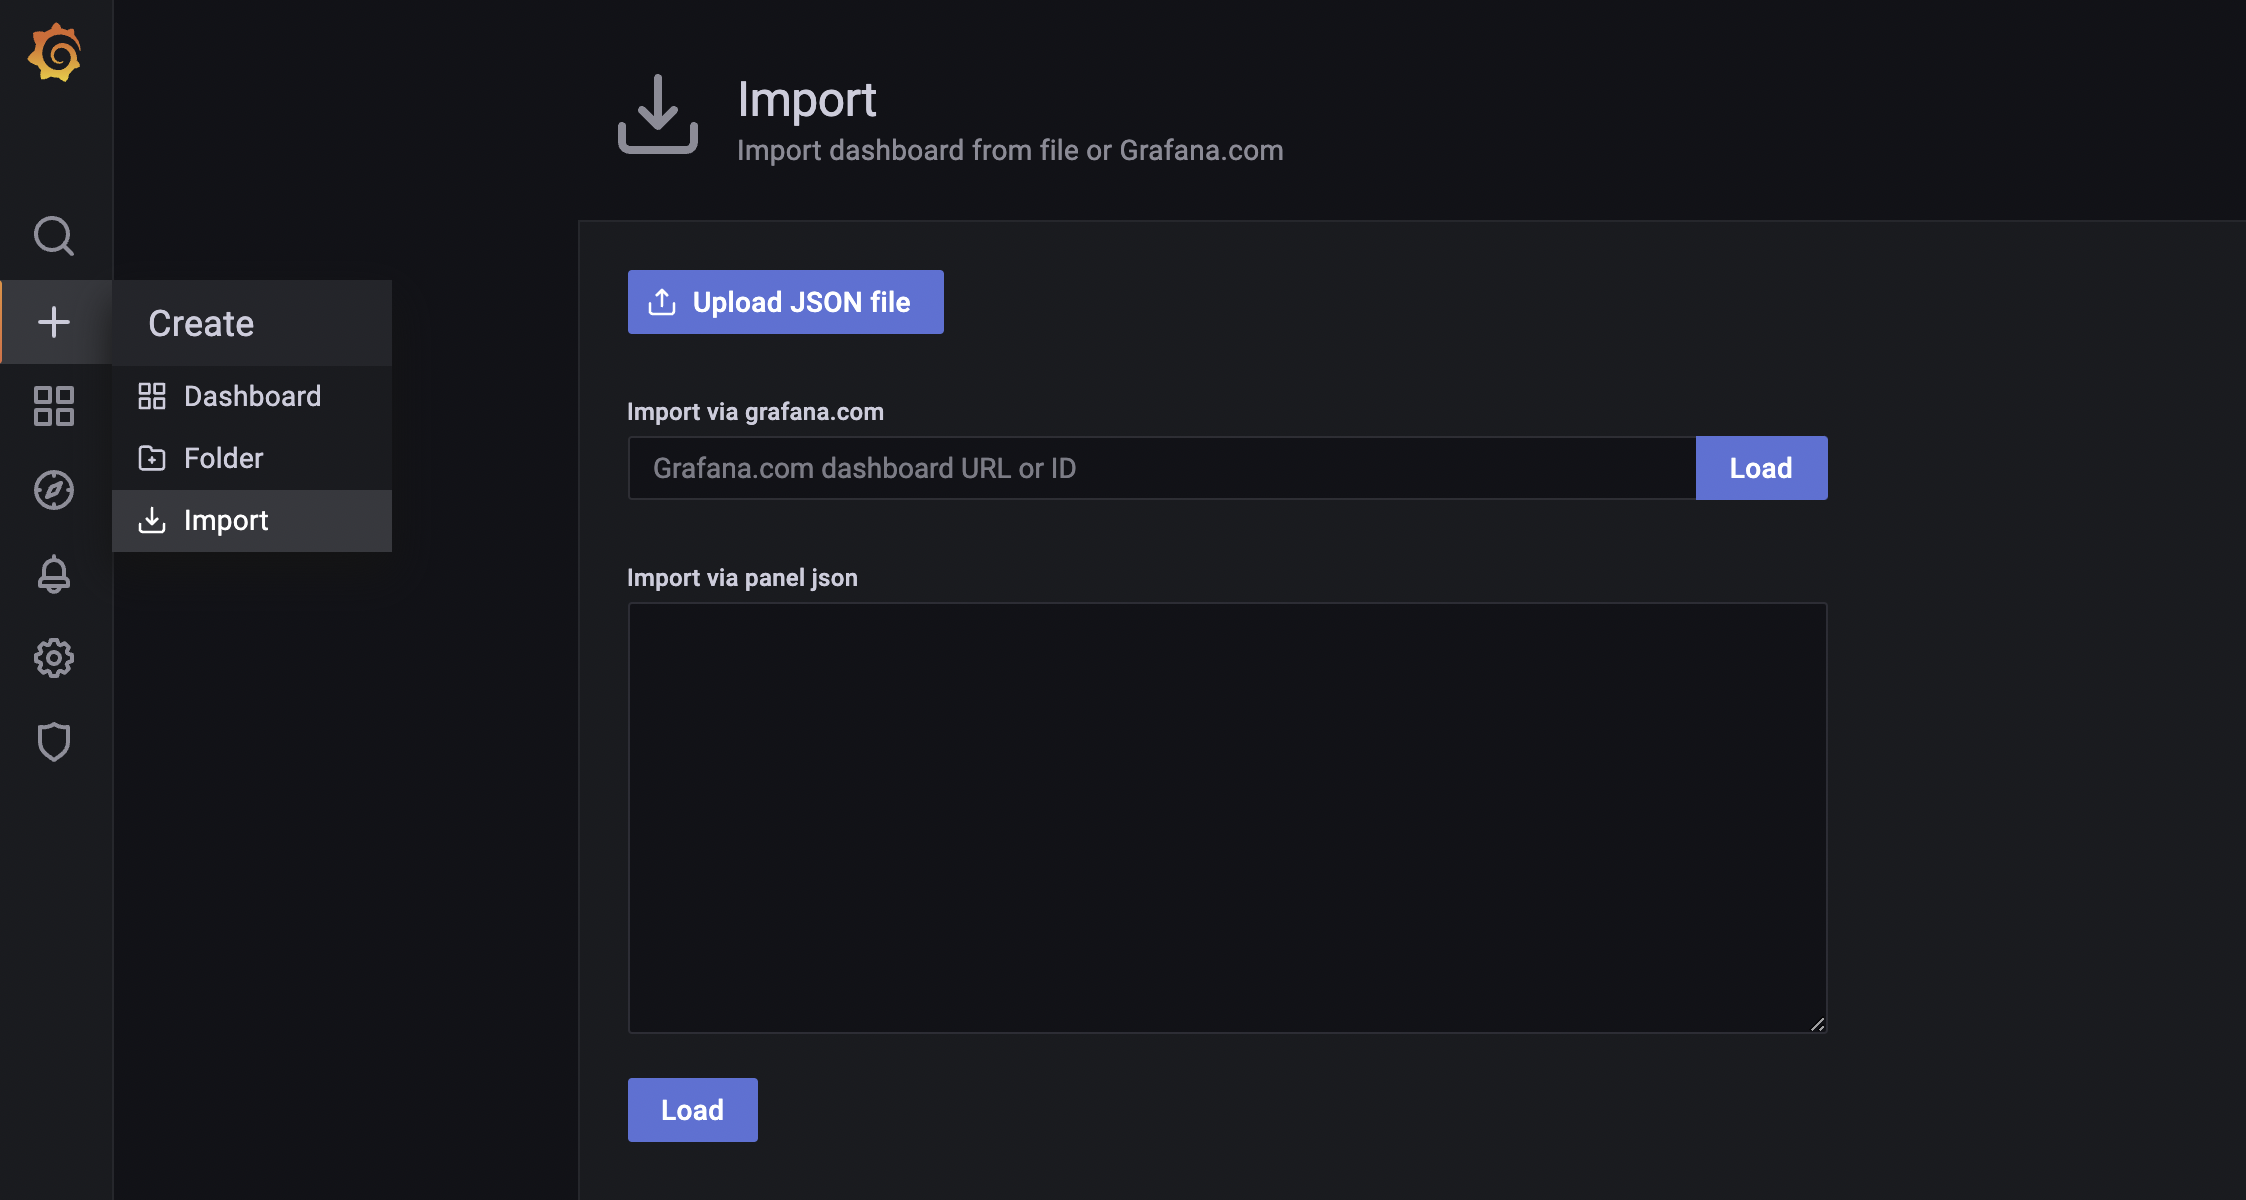 Import
Import dashboard from file or Grafana.com
Create
Dashboard
Folder
Import
Upload JSON file
Import via grafana.com
Grafana.com dashboard URL or ID
Load
Import via panel json
Load